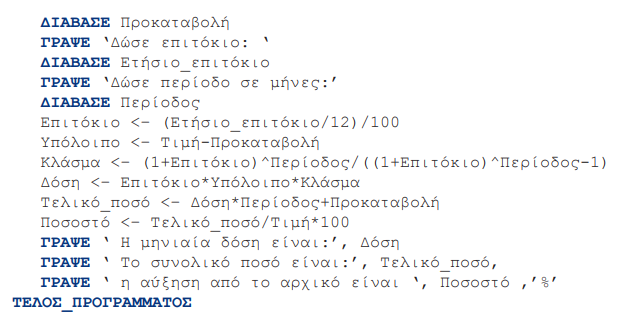 ΔΙΑΒΑΣΕ Προκαταβολή
ΓΡΑΨΕ ‘Δώσε επιτόκιο: ‘
ΔΙΑΒΑΣΕ Ετήσιο_επιτόκιο
ΓΡΑΨΕ ‘Δώσε περίοδο σε μήνες:’
ΔΙΑΒΑΣΕ Περίοδος
Επιτόκιο <- (Ετήσιο_επιτόκιο/12)/100
Υπόλοιπο <- Τιμή-Προκαταβολή
Κλάσμα <- (1+Επιτόκιο)^Περίοδος/((1+Επιτόκιο)^Περίοδος-1)
Δόση <- Επιτόκιο*Υπόλοιπο*Κλάσμα
Τελικό_ποσό <- Δόση*Περίοδος+Προκαταβολή
Ποσοστό <- Τελικό_ποσό/Τιμή*100
ΓΡΑΨΕ ‘ Η μηνιαία δόση είναι:’, Δόση
ΓΡΑΨΕ ‘ Το συνολικό ποσό είναι:’, Τελικό_ποσό,
ΓΡΑΨΕ ‘ η αύξηση από το αρχικό είναι ‘, Ποσοστό ,’%’
ΤΕΛΟΣ_ΠΡΟΓΡΑΜΜΑΤΟΣ